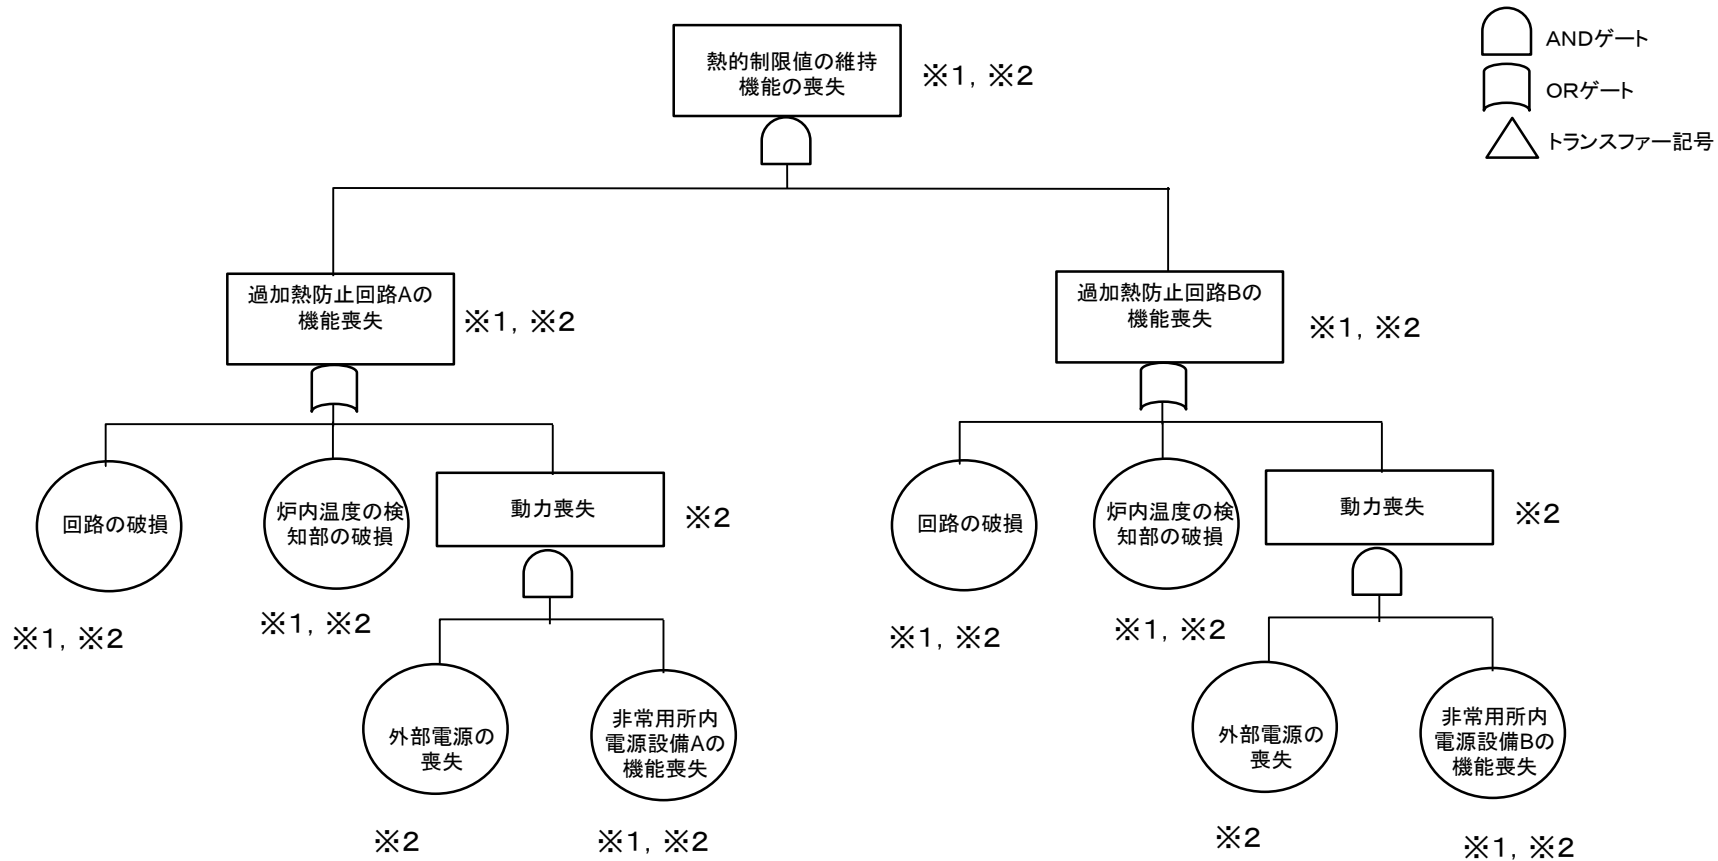 熱的制限値の維持
機能の喪失
※1, ※2
ANDゲート
ORゲート
トランスファー記号
過加熱防止回路Aの
機能喪失
※1, ※2
過加熱防止回路Bの
機能喪失
※1, ※2
回路の破損
※1, ※2
炉内温度の検
知部の破損
※1, ※2
動力喪失
※2
回路の破損
※1, ※2
炉内温度の検
知部の破損
※1, ※2
動力喪失
※2
外部電源の
喪失
※2
非常用所内
電源設備Aの
機能喪失
※1, ※2
外部電源の
喪失
※2
非常用所内
電源設備Bの
機能喪失
※1, ※2